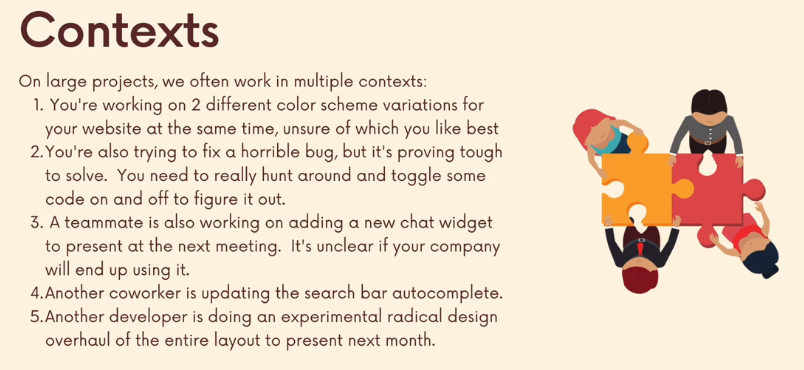 Contexts
On large projects, we often work in multiple contexts:
1. You're working on 2 different color scheme variations for
your website at the same time, unsure of which you like best
2.You're also trying to fix a horrible bug, but it's proving tough
to solve. You need to really hunt around and toggle some
code on and off to figure it out.
3. A teammate is also working on adding a new chat widget
to present at the next meeting. It's unclear if your company
will end up using it.
4.Another coworker is updating the search bar autocomplete.
5.Another developer is doing an experimental radical design
overhaul of the entire layout to present next month.